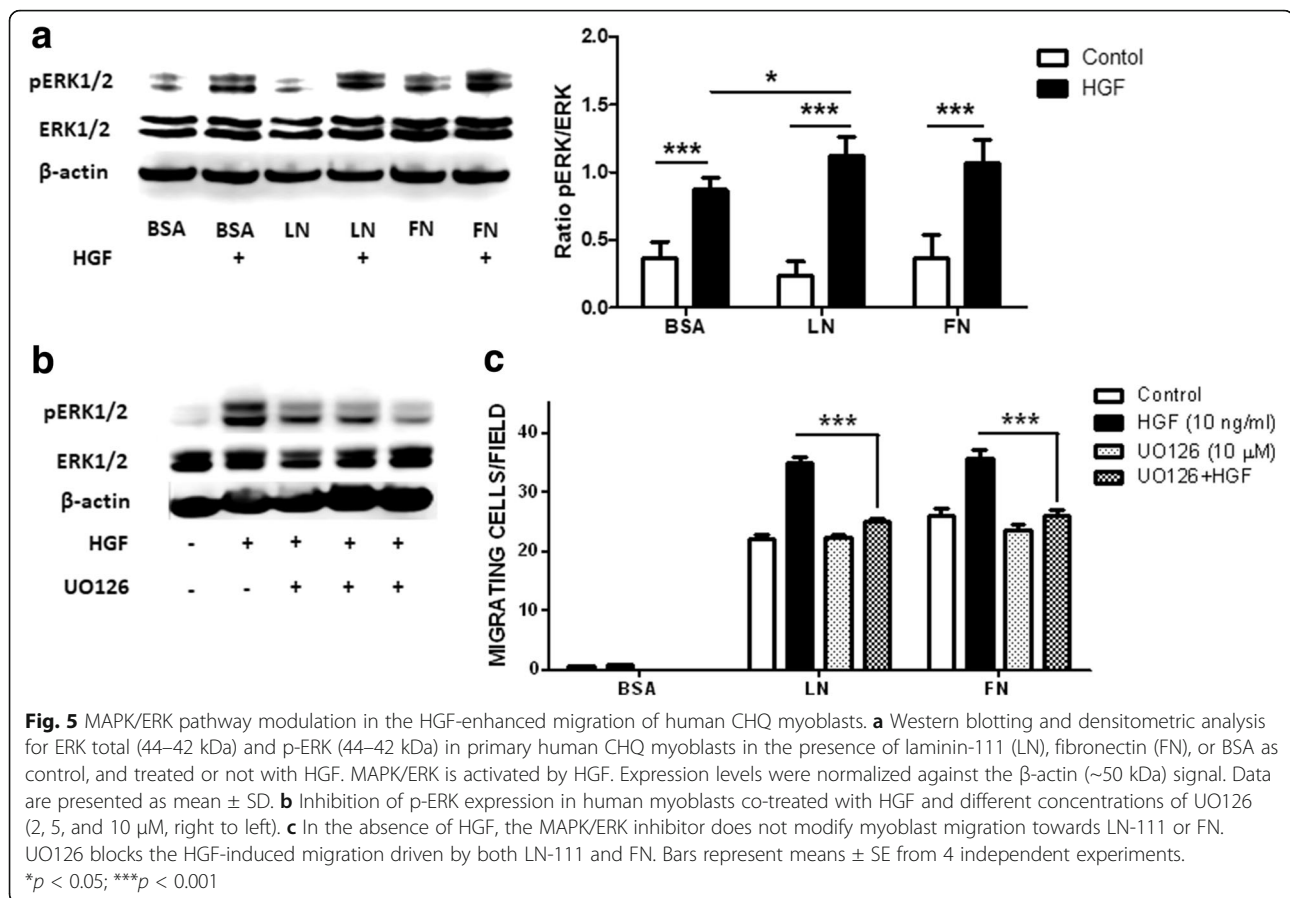 a
pERK1/2
ERK1/2
β-actin
BSA BSA LN LN FN FN
HGF + + +
2.0
1.5
1.0
0.5
0.0
Ratio pERK/ERK
*
*** *** ***
BSA LN FN
Contol
HGF
b
pERK1/2
ERK1/2
β-actin
HGF - + + + +
UO126 - - + + +
c
MIGRATING CELLS/FIELD
40
30
20
10
0
*** ***
BSA LN FN
Control
HGF (10 ng/ml)
UO126 (10 µM)
UO126+HGF
Fig. 5 MAPK/ERK pathway modulation in the HGF-enhanced migration of human CHQ myoblasts. a Western blotting and densitometric analysis
for ERK total (44–42 kDa) and p-ERK (44–42 kDa) in primary human CHQ myoblasts in the presence of laminin-111 (LN), fibronectin (FN), or BSA as
control, and treated or not with HGF. MAPK/ERK is activated by HGF. Expression levels were normalized against the β-actin (~50 kDa) signal. Data
are presented as mean ± SD. b Inhibition of p-ERK expression in human myoblasts co-treated with HGF and different concentrations of UO126
(2, 5, and 10 μM, right to left). c In the absence of HGF, the MAPK/ERK inhibitor does not modify myoblast migration towards LN-111 or FN.
UO126 blocks the HGF-induced migration driven by both LN-111 and FN. Bars represent means ± SE from 4 independent experiments.
*p < 0.05; ***p < 0.001